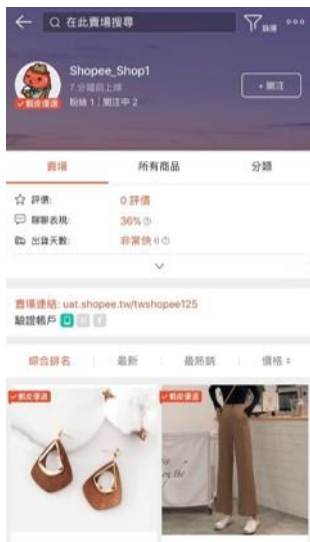 在此賣場搜尋
篩選
Shopee_Shop1
7 分鐘前上線
粉絲 1 | 關注中 2
蝦皮優選
+ 關注
賣場
所有商品
分類
評價:
0 評價
聊聊表現:
36%
出貨天數:
非常快
賣場連結: uat.shopee.tw/twshopee125
驗證帳戶
綜合排名
最新
最熱銷
價格
蝦皮優選
蝦皮優選